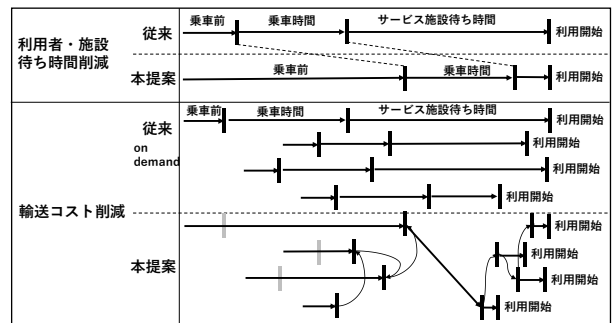 利用者・施設
待ち時間削減
従来
乗車前
乗車時間
サービス施設待ち時間
利用開始
本提案
乗車前
乗車時間
利用開始
輸送コスト削減
従来
on
demand
乗車前
乗車時間
サービス施設待ち時間
利用開始
利用開始
利用開始
利用開始
本提案
利用開始
利用開始
利用開始
利用開始